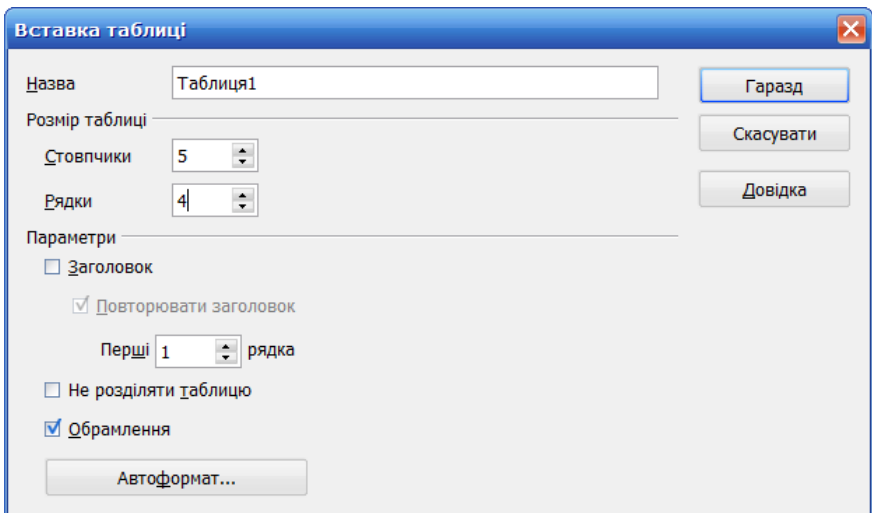 Вставка таблиці
Назва Таблиця1
Гаразд
Розмір таблиці
Скасувати
Стовпчики 5
Рядки 4
Довідка
Параметри
Заголовок
Повторювати заголовок
Перші 1 рядка
Не розділяти таблицю
Обрамлення
Автоформат...